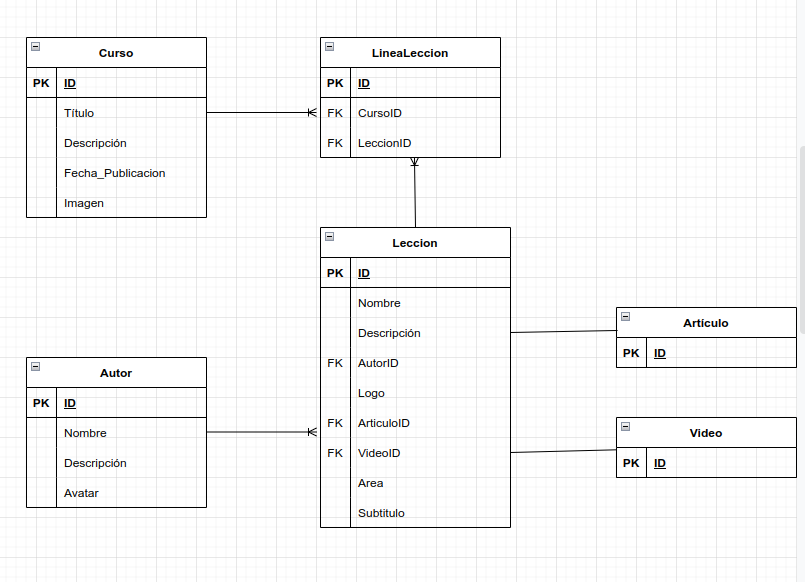 Curso
PK ID
Título
Descripción
Fecha_Publicacion
Imagen
LineaLeccion
PK ID
FK CursoID
FK LeccionID
Leccion
PK ID
Nombre
Descripción
FK AutorID
Logo
FK ArticuloID
FK VideoID
Area
Subtitulo
Autor
PK ID
Nombre
Descripción
Avatar
Artículo
PK ID
Video
PK ID